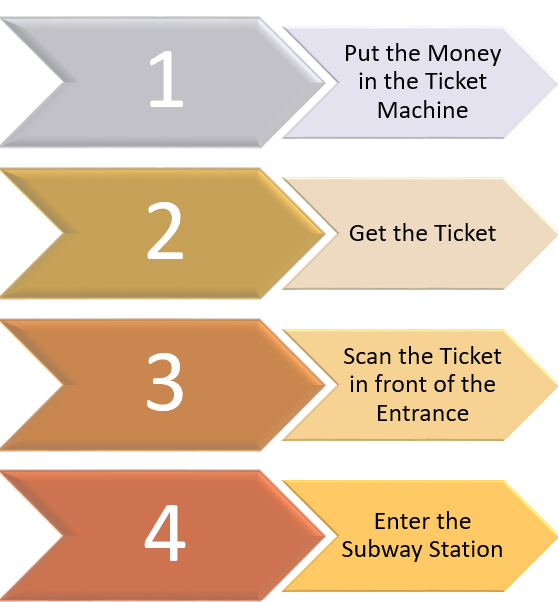 1
Put the Money
in the Ticket
Machine
2
Get the Ticket
3
Scan the Ticket
in front of the
Entrance
4
Enter the
Subway Station